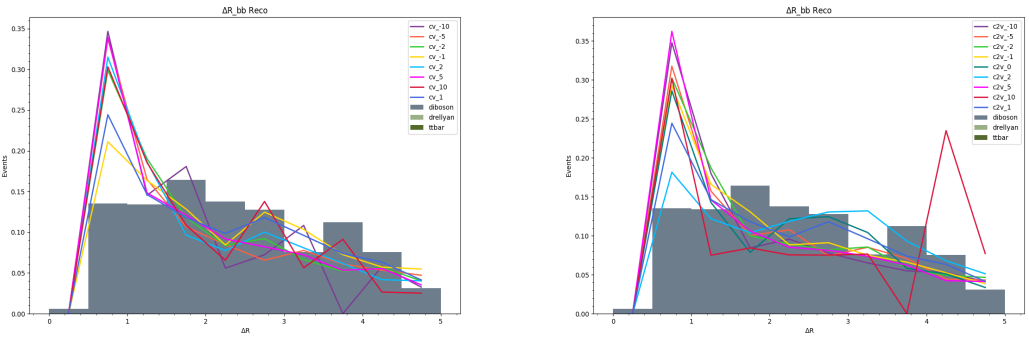 ΔR_bb Reco
0.35
0.30
0.25
0.20
0.15
0.10
0.05
0.00
Events
0
1
2
3
4
5
ΔR
cv_-10
cv_-5
cv_-2
cv_-1
cv_2
cv_5
cv_10
cv_1
diboson
drellyan
ttbar
ΔR_bb Reco
0.35
0.30
0.25
0.20
0.15
0.10
0.05
0.00
Events
0
1
2
3
4
5
ΔR
c2v_-10
c2v_-5
c2v_-2
c2v_-1
c2v_0
c2v_2
c2v_5
c2v_10
c2v_1
diboson
drellyan
ttbar